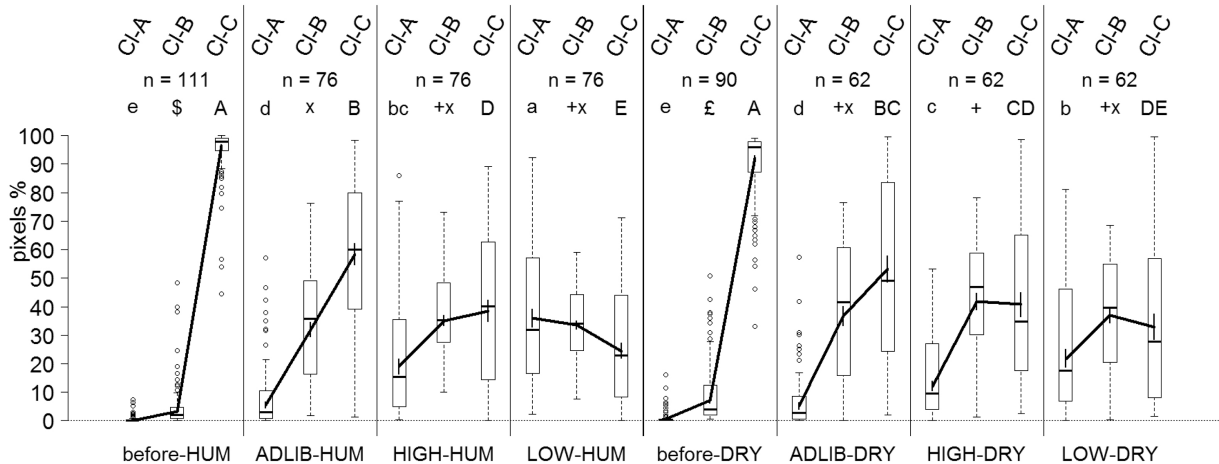 CI-A CI-B CI-C CI-A CI-B CI-C CI-A CI-B CI-C CI-A CI-B CI-C CI-A CI-B CI-C CI-A CI-B CI-C CI-A CI-B CI-C CI-A CI-B CI-C
n = 111 n = 76 n = 76 n = 76 n = 90 n = 62 n = 62 n = 62
e $ A d x B bc +x D a +x E e £ A d +x BC c + CD b +x DE
100
90
80
70
60
50
40
30
20
10
0
pixels %
before-HUM ADLIB-HUM HIGH-HUM LOW-HUM before-DRY ADLIB-DRY HIGH-DRY LOW-DRY